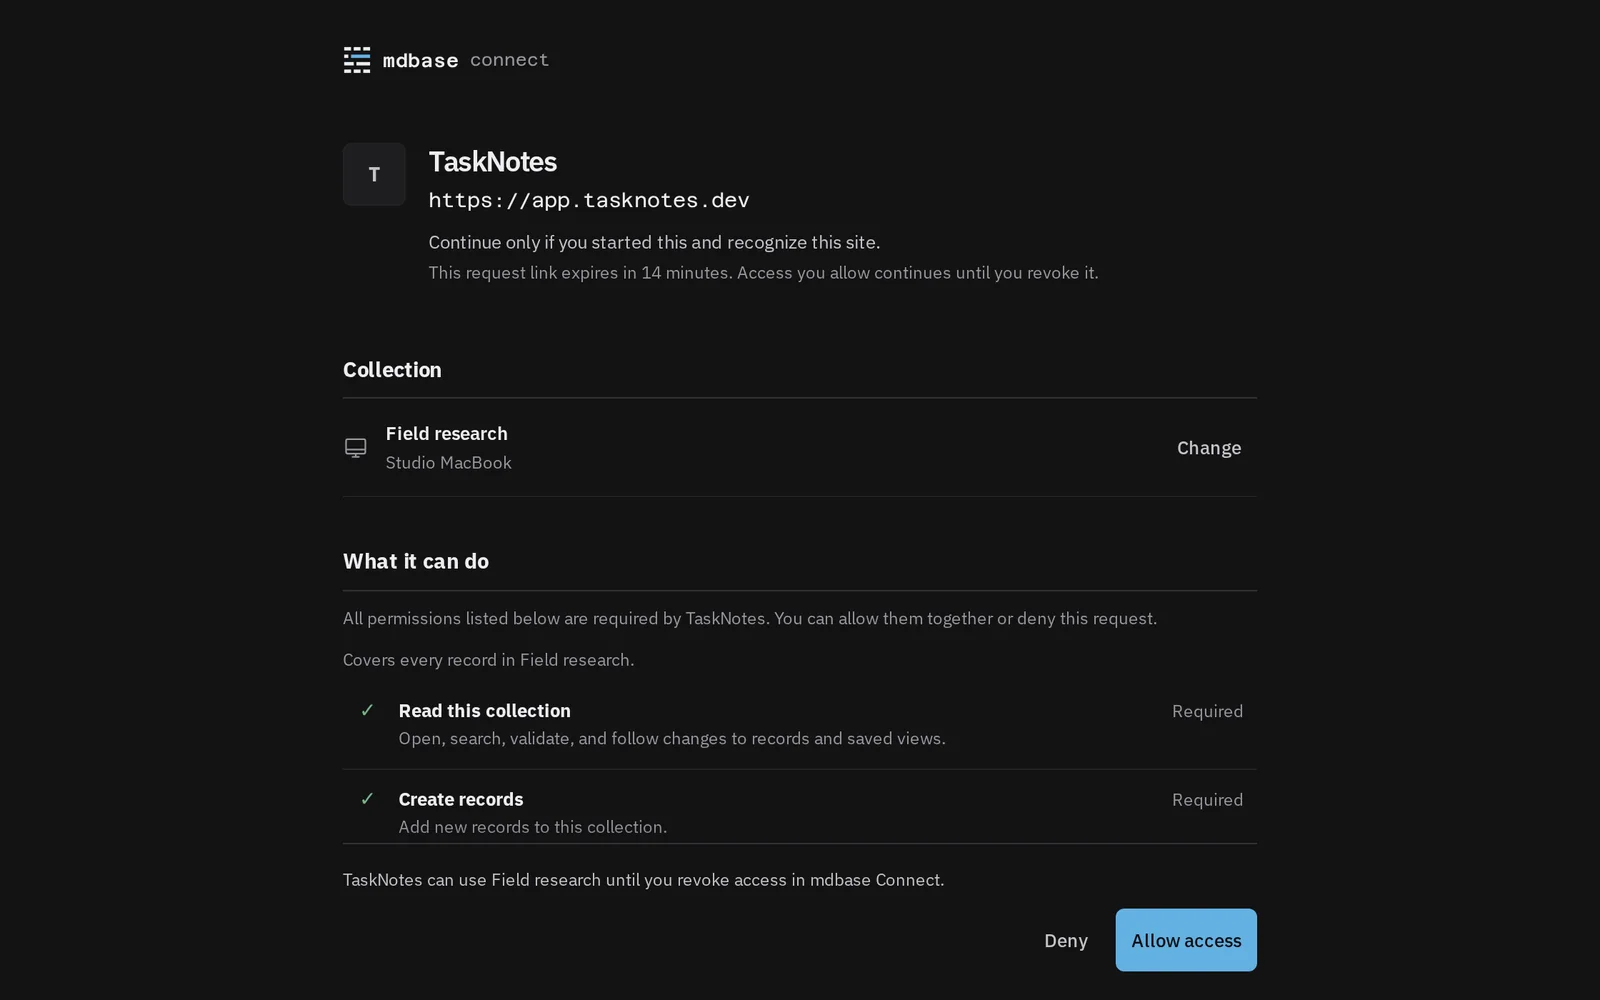 mdbase connect
T
TaskNotes
https://app.tasknotes.dev
Continue only if you started this and recognize this site.
This request link expires in 14 minutes. Access you allow continues until you revoke it.
Collection
Field research
Studio MacBook
Change
What it can do
All permissions listed below are required by TaskNotes. You can allow them together or deny this request.
Covers every record in Field research.
✓ Read this collection Required
Open, search, validate, and follow changes to records and saved views.
✓ Create records Required
Add new records to this collection.
TaskNotes can use Field research until you revoke access in mdbase Connect.
Deny Allow access